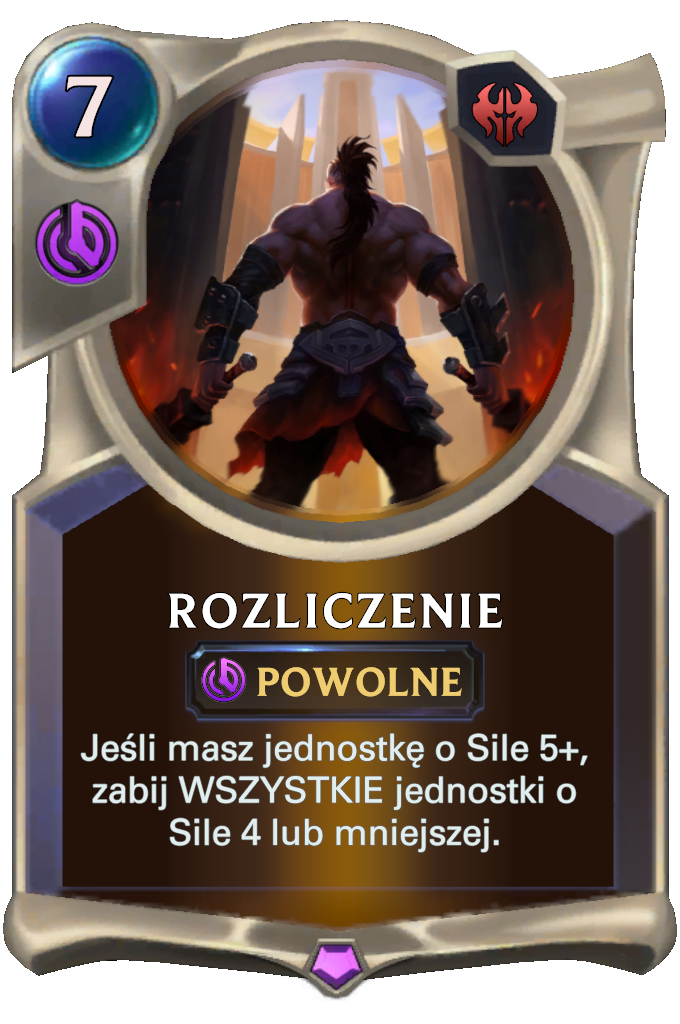 7
ROZLICZENIE
POWOLNE
Jeśli masz jednostkę o Sile 5+,
zabij WSZYSTKIE jednostki o
Sile 4 lub mniejszej.